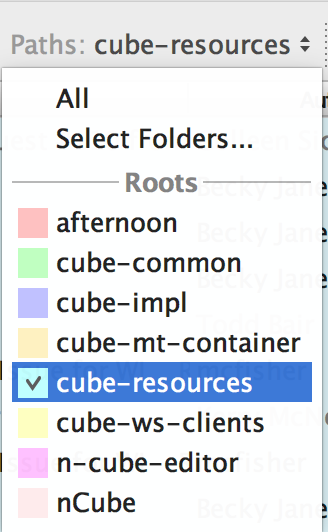 Paths: cube-resources
All
Select Folders...
Roots
afternoon
cube-common
cube-impl
cube-mt-container
cube-resources
cube-ws-clients
n-cube-editor
nCube